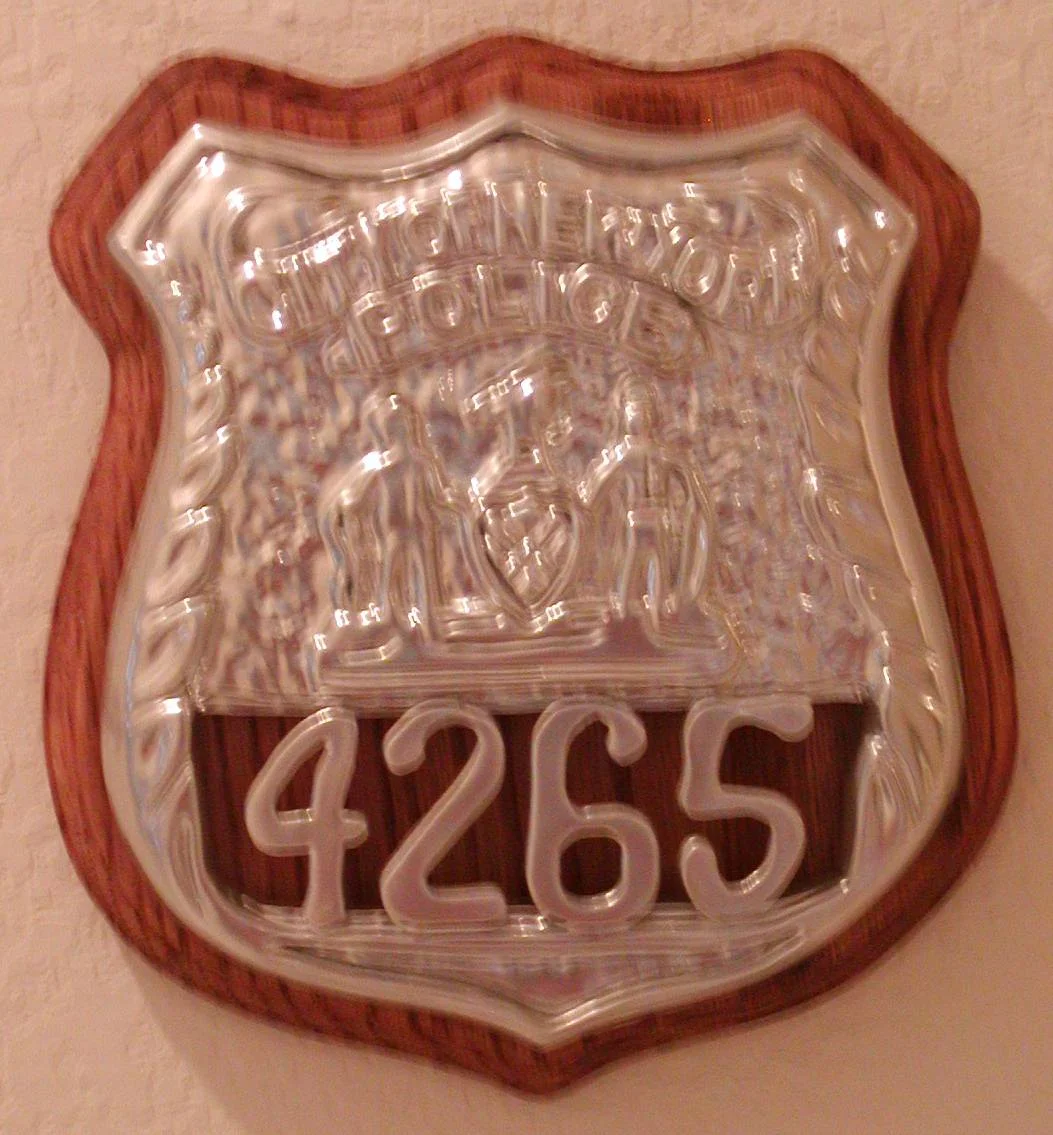 CITY OF NEW YORK
POLICE
4265